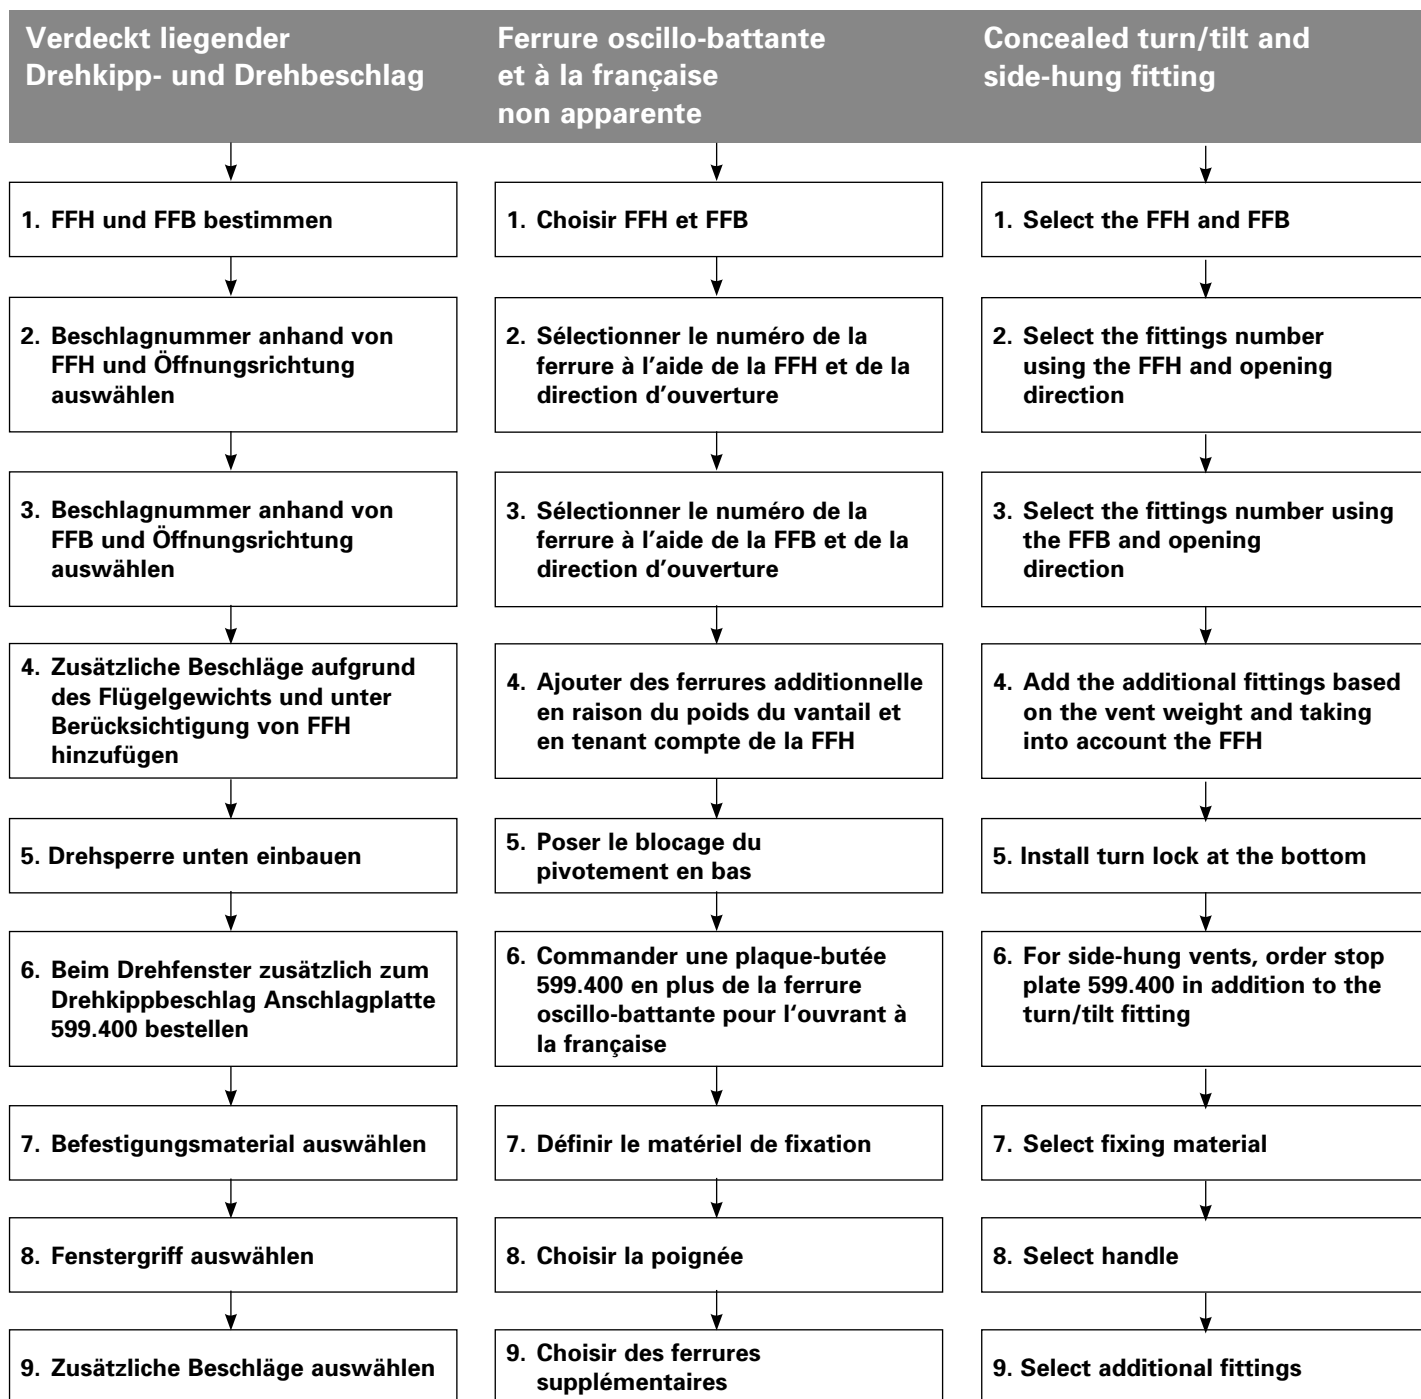 Verdeckt liegender
Drehkipp- und Drehbeschlag
1. FFH und FFB bestimmen
2. Beschlagnummer anhand von
FFH und Öffnungsrichtung
auswählen
3. Beschlagnummer anhand von
FFB und Öffnungsrichtung
auswählen
4. Zusätzliche Beschläge aufgrund
des Flügelgewichts und unter
Berücksichtigung von FFH
hinzufügen
5. Drehsperre unten einbauen
6. Beim Drehfenster zusätzlich zum
Drehkippbeschlag Anschlagplatte
599.400 bestellen
7. Befestigungsmaterial auswählen
8. Fenstergriff auswählen
9. Zusätzliche Beschläge auswählen
Ferrure oscillo-battante
et à la française
non apparente
1. Choisir FFH et FFB
2. Sélectionner le numéro de la
ferrure à l’aide de la FFH et de la
direction d’ouverture
3. Sélectionner le numéro de la
ferrure à l’aide de la FFB et de la
direction d’ouverture
4. Ajouter des ferrures additionnelle
en raison du poids du vantail et
en tenant compte de la FFH
5. Poser le blocage du
pivotement en bas
6. Commander une plaque-butée
599.400 en plus de la ferrure
oscillo-battante pour l‘ouvrant à
la française
7. Définir le matériel de fixation
8. Choisir la poignée
9. Choisir des ferrures
supplémentaires
Concealed turn/tilt and
side-hung fitting
1. Select the FFH and FFB
2. Select the fittings number
using the FFH and opening
direction
3. Select the fittings number using
the FFB and opening
direction
4. Add the additional fittings based
on the vent weight and taking
into account the FFH
5. Install turn lock at the bottom
6. For side-hung vents, order stop
plate 599.400 in addition to the
turn/tilt fitting
7. Select fixing material
8. Select handle
9. Select additional fittings